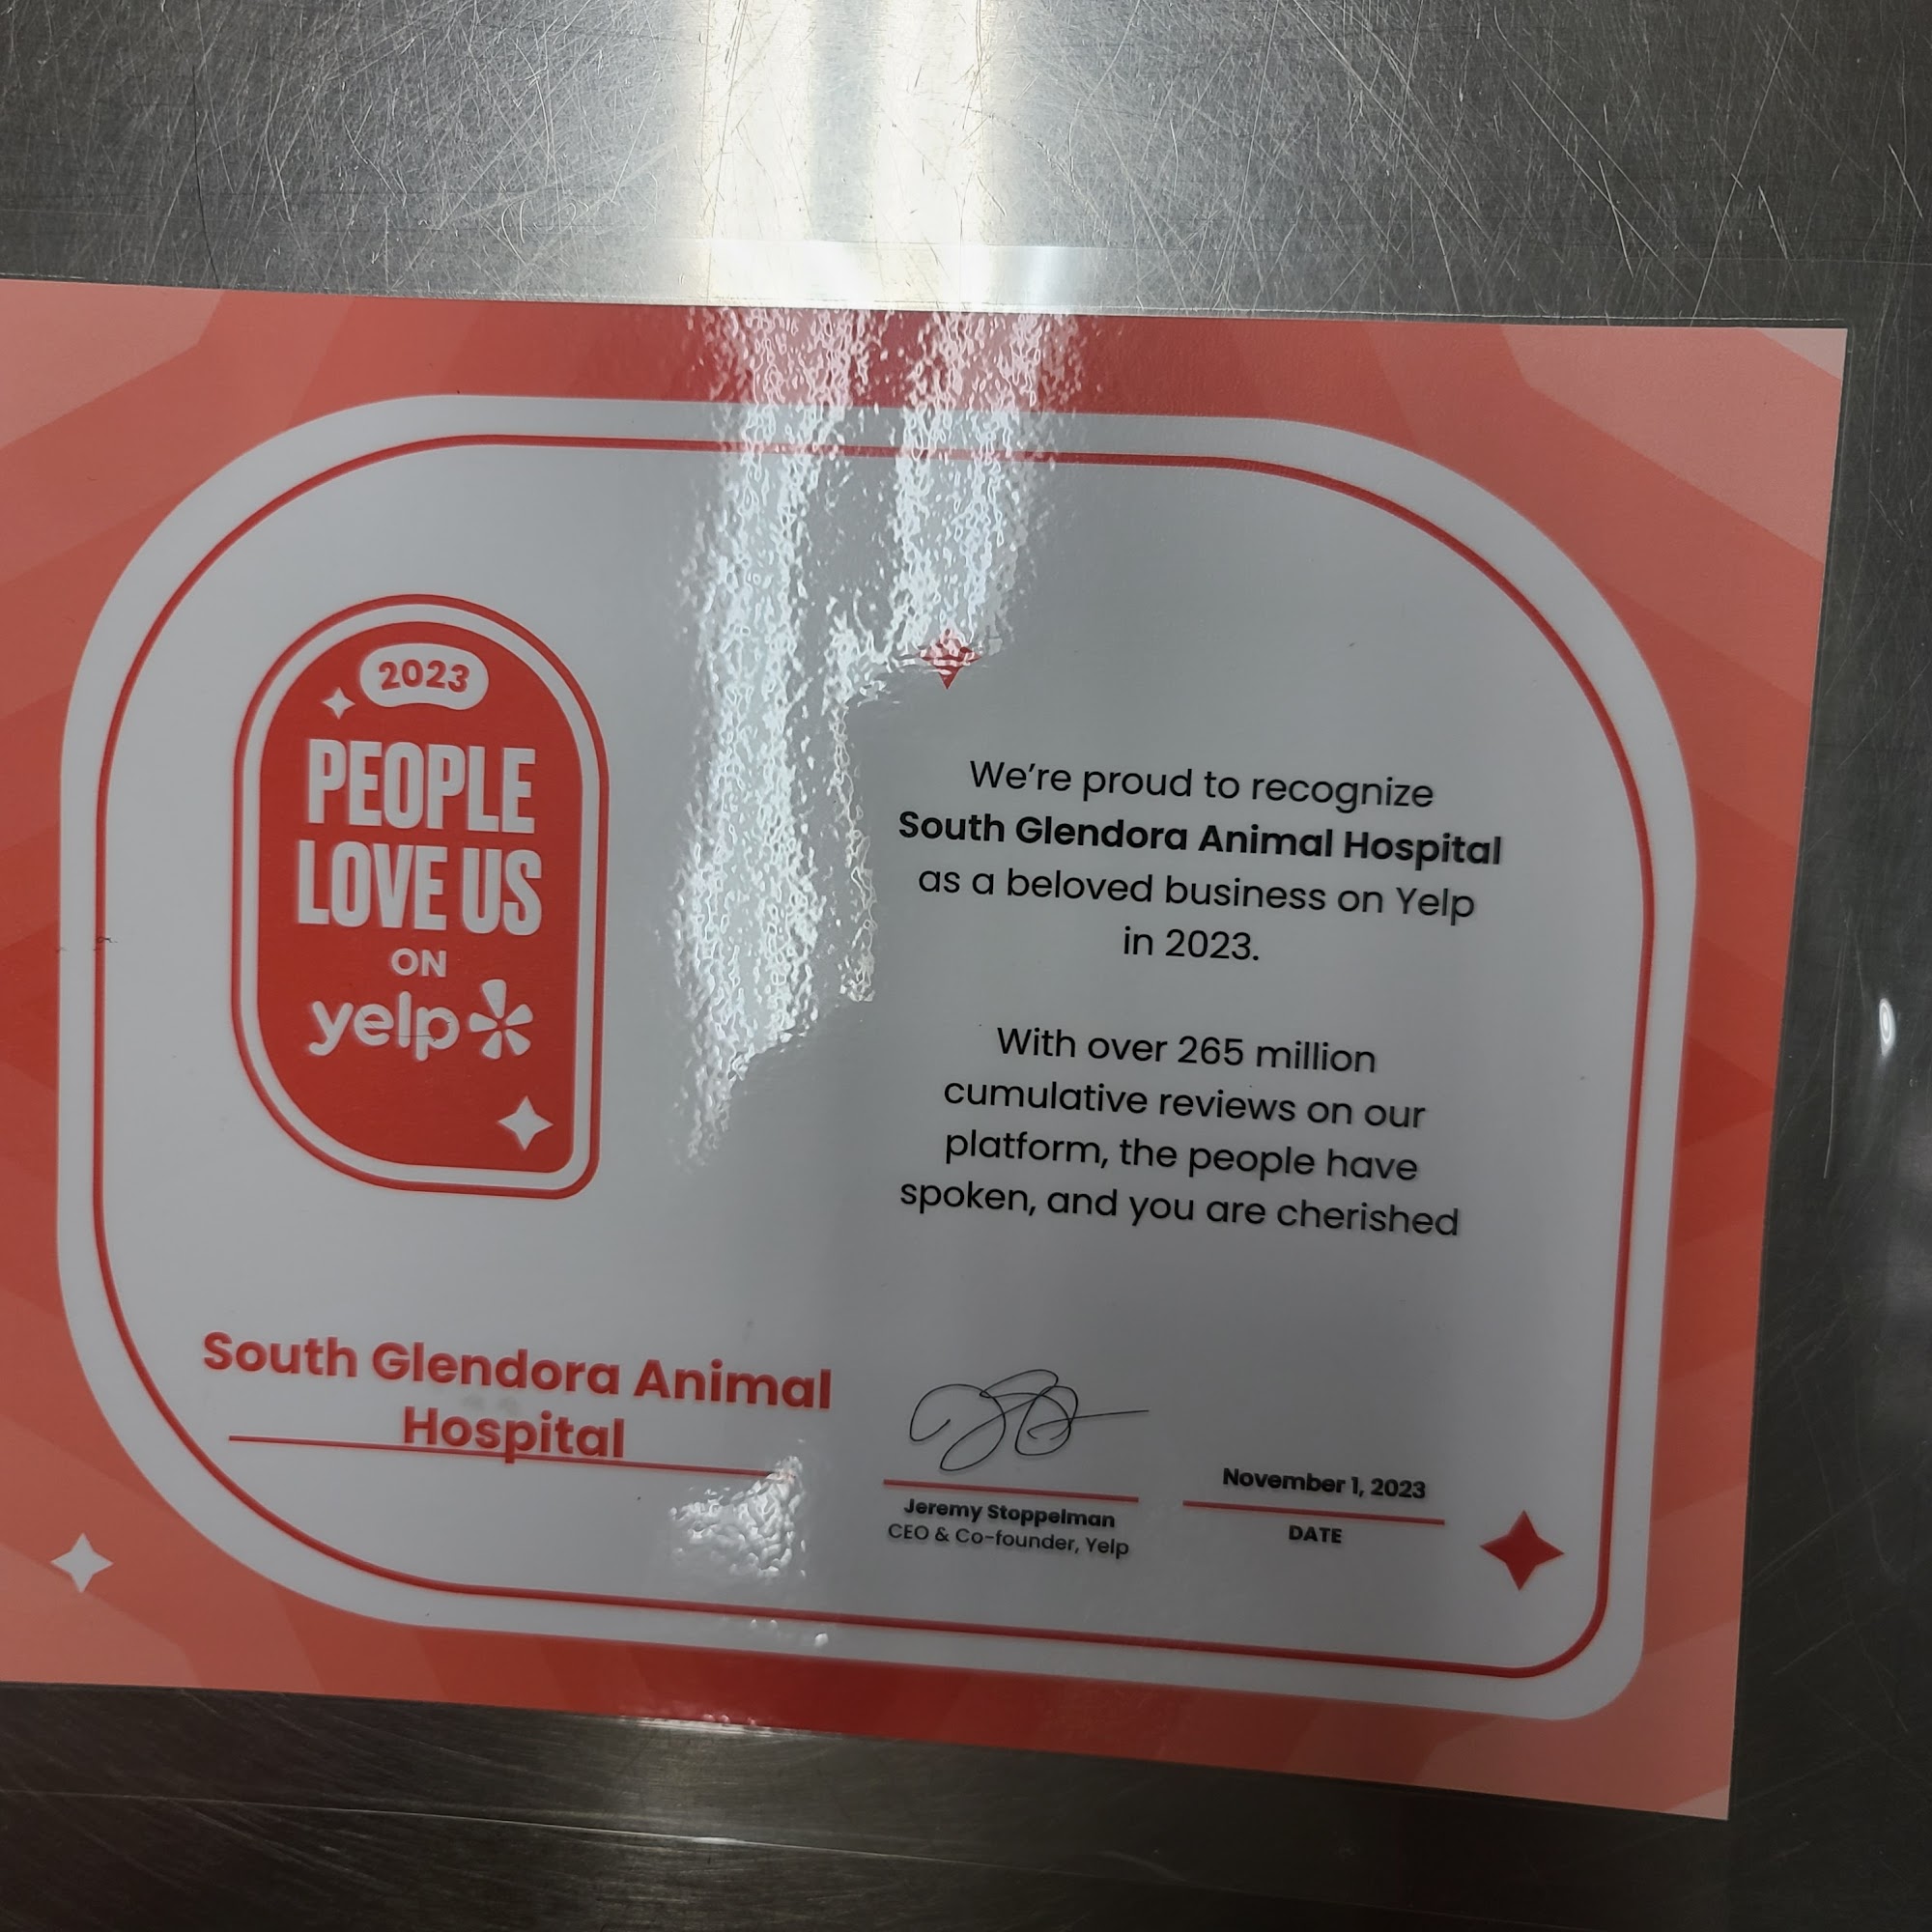 2023
PEOPLE
LOVE US
ON
yelp
We're proud to recognize
South Glendora Animal Hospital
as a beloved business on Yelp
in 2023.
With over 265 million
cumulative reviews on our
platform, the people have
spoken, and you are cherished
South Glendora Animal
Hospital
Jeremy Stoppelman
CEO & Co-founder, Yelp
November 1, 2023
DATE